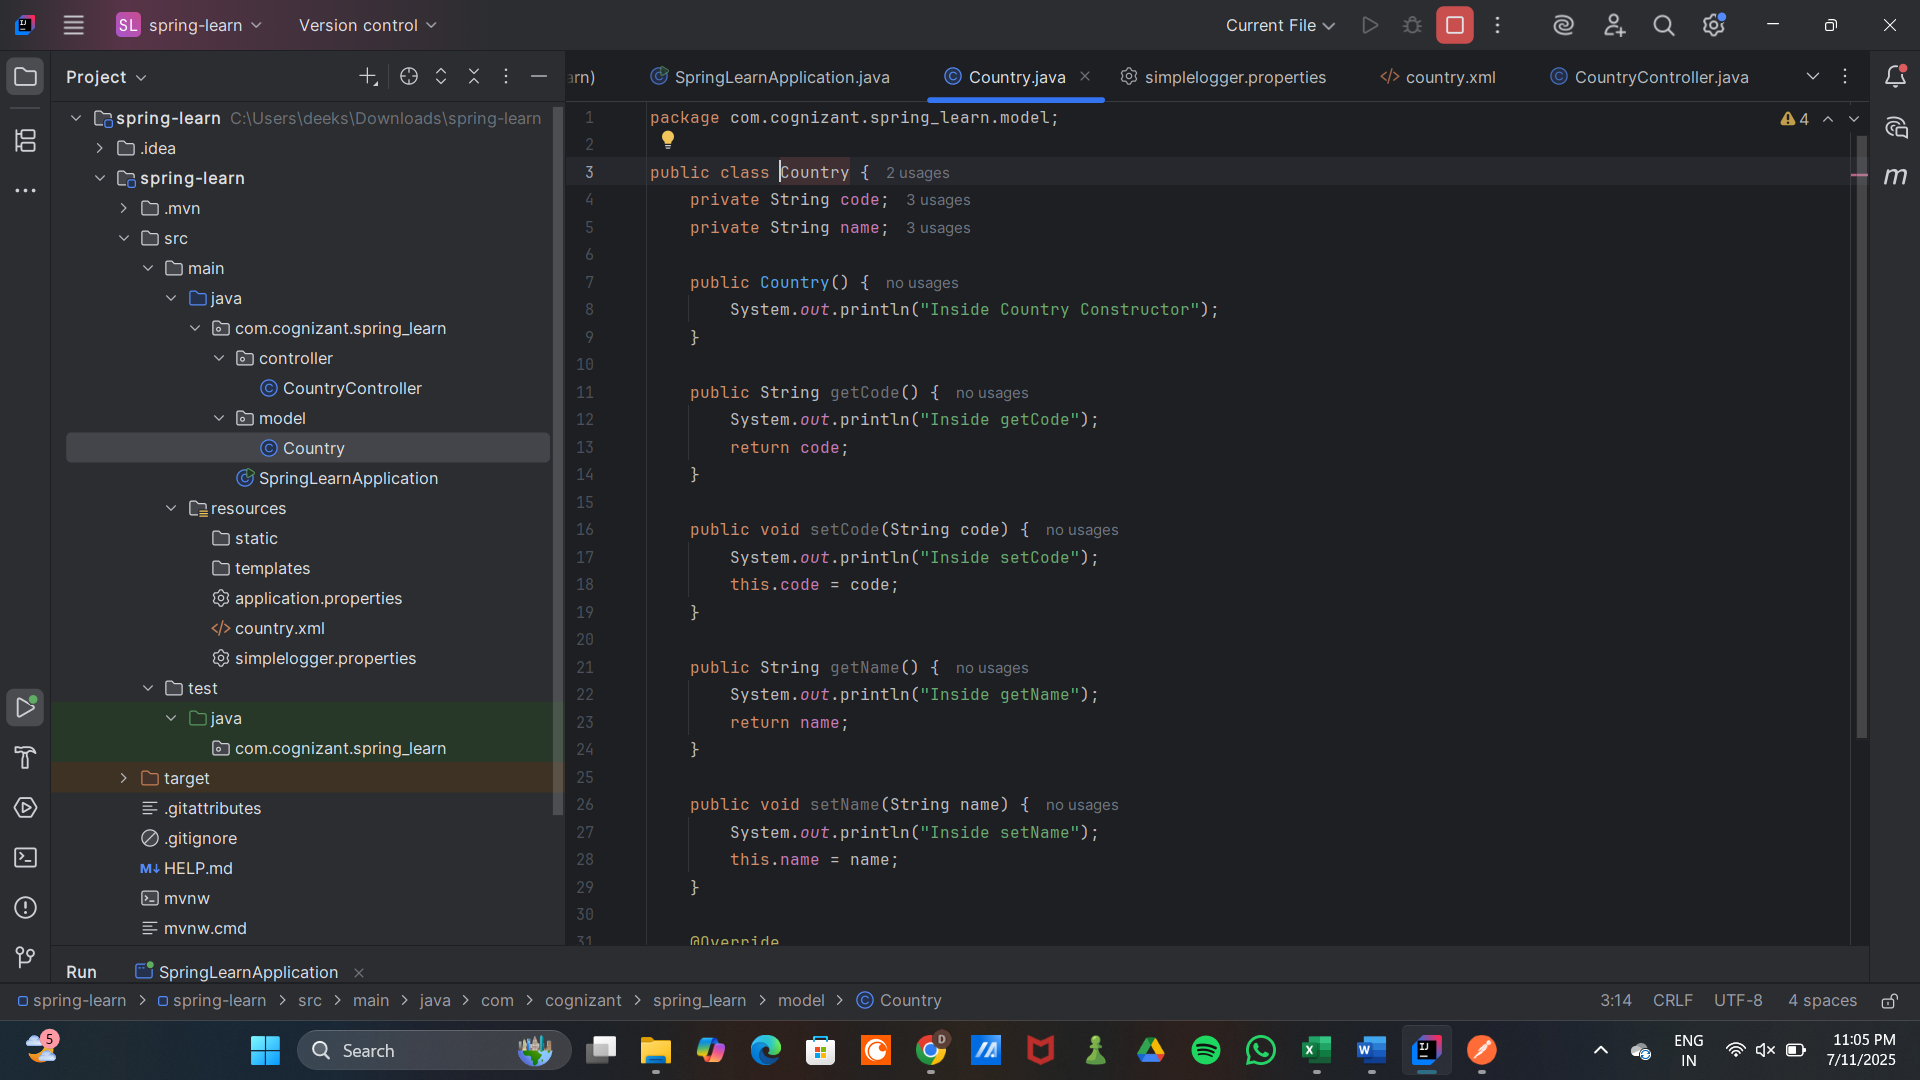 SL spring-learn Version control Current File
Project
arn) SpringLearnApplication.java Country.java simplelogger.properties country.xml CountryController.java
spring-learn C:\Users\deeks\Downloads\spring-learn
.idea
spring-learn
.mvn
src
main
java
com.cognizant.spring_learn
controller
CountryController
model
Country
SpringLearnApplication
resources
static
templates
application.properties
country.xml
simplelogger.properties
test
java
com.cognizant.spring_learn
target
.gitattributes
.gitignore
M↓ HELP.md
mvnw
mvnw.cmd
1 package com.cognizant.spring_learn.model; 4
2
3 public class Country { 2 usages
4 private String code; 3 usages
5 private String name; 3 usages
6
7 public Country() { no usages
8 System.out.println("Inside Country Constructor");
9 }
10
11 public String getCode() { no usages
12 System.out.println("Inside getCode");
13 return code;
14 }
15
16 public void setCode(String code) { no usages
17 System.out.println("Inside setCode");
18 this.code = code;
19 }
20
21 public String getName() { no usages
22 System.out.println("Inside getName");
23 return name;
24 }
25
26 public void setName(String name) { no usages
27 System.out.println("Inside setName");
28 this.name = name;
29 }
30
31 @Override
m
Run SpringLearnApplication
spring-learn > spring-learn > src > main > java > com > cognizant > spring_learn > model > Country 3:14 CRLF UTF-8 4 spaces
5 Search D ENG 11:05 PM
IN 7/11/2025